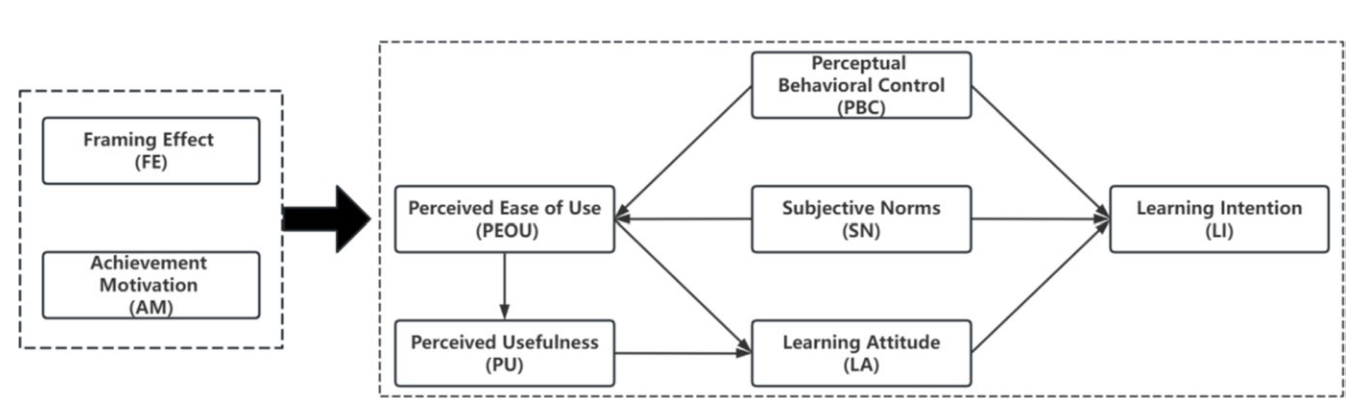 Framing Effect
(FE)
Achievement
Motivation
(AM)
Perceptual
Behavioral Control
(PBC)
Perceived Ease of Use
(PEOU)
Subjective Norms
(SN)
Learning Intention
(LI)
Perceived Usefulness
(PU)
Learning Attitude
(LA)